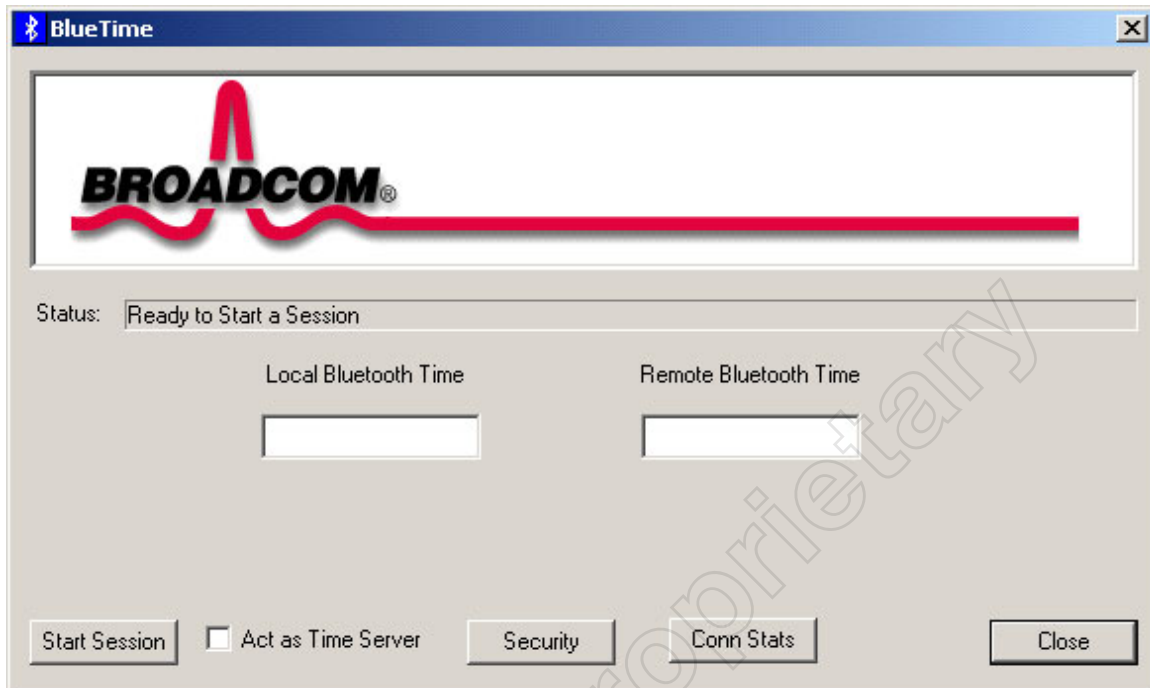 BlueTime
BROADCOM®
Status: Ready to Start a Session
Local Bluetooth Time Remote Bluetooth Time
Start Session Act as Time Server Security Conn Stats Close
roprietary